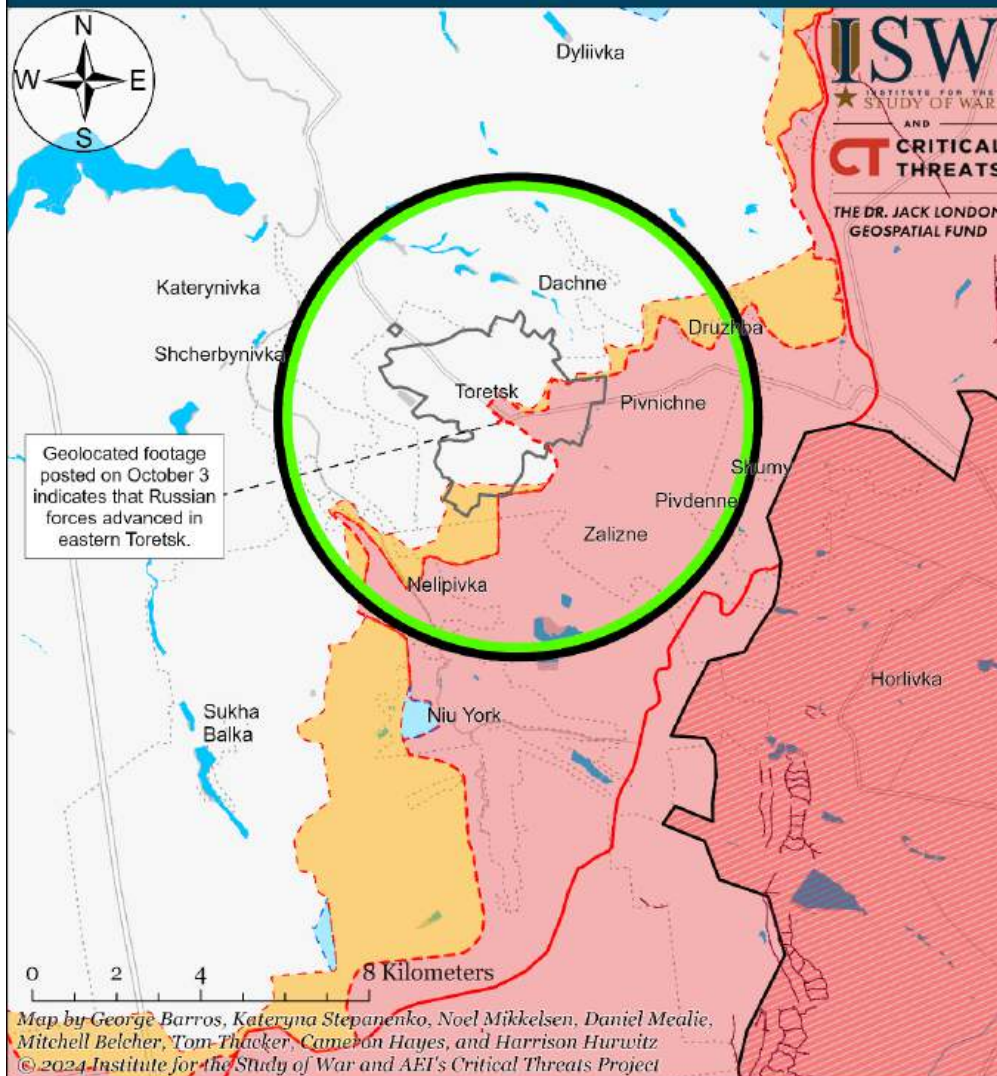 N
W E
S
Dyliivka
ISW
INSTITUTE FOR THE
STUDY OF WAR
AND
CT CRITICAL
THREATS
THE DR. JACK LONDON
GEOSPATIAL FUND
Katerynivka
Dachne
Shcherbynivka
Druzhba
Toretsk
Pivnichne
Geolocated footage
posted on October 3
indicates that Russian
forces advanced in
eastern Toretsk.
Shumy
Pivdenne
Zalizne
Nelipivka
Horlivka
Niu York
Sukha
Balka
0 2 4 8 Kilometers
Map by George Barros, Kateryna Stepanenko, Noel Mikkelsen, Daniel Mealie,
Mitchell Belcher, Tom Thacker, Cameron Hayes, and Harrison Hurwitz
© 2024 Institute for the Study of War and AEI's Critical Threats Project